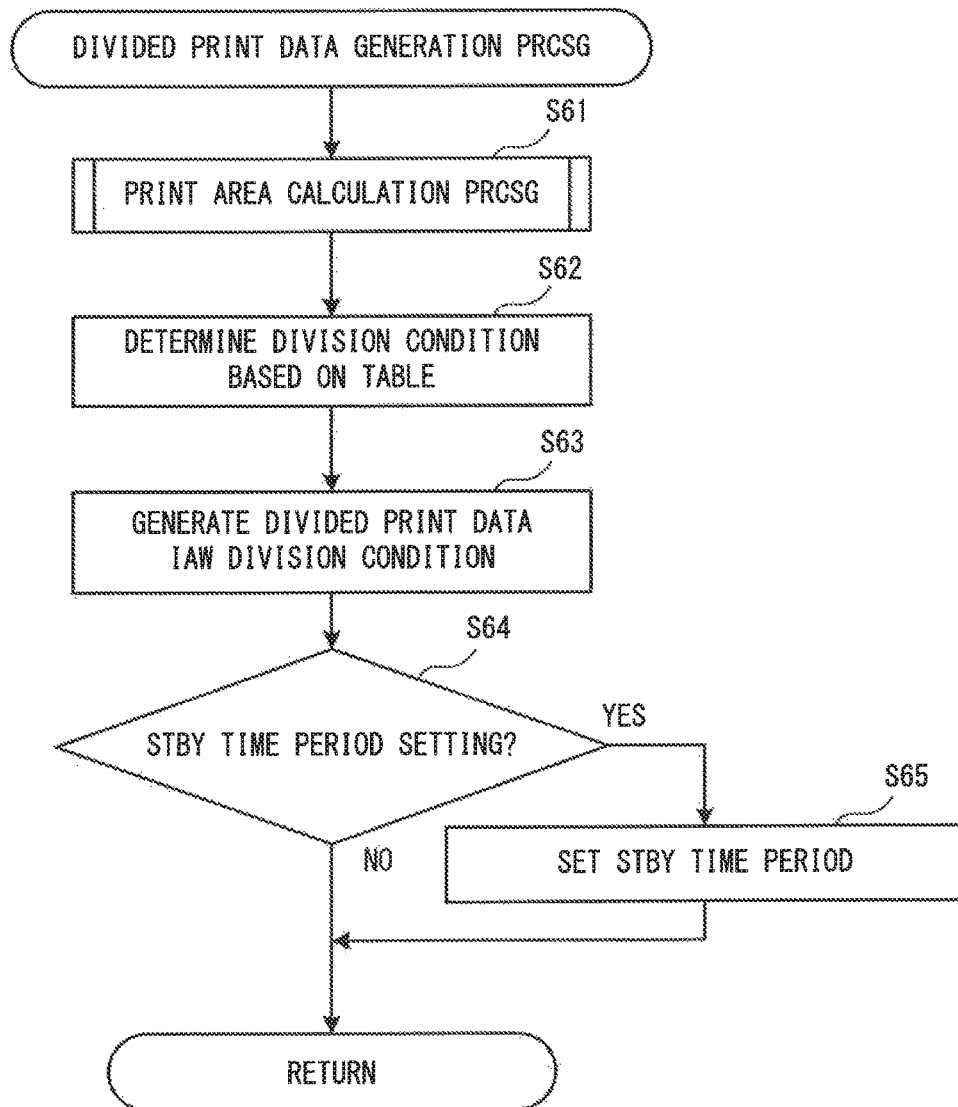 DIVIDED PRINT DATA GENERATION PRCSG
S61
PRINT AREA CALCULATION PRCSG
S62
DETERMINE DIVISION CONDITION
BASED ON TABLE
S63
GENERATE DIVIDED PRINT DATA
IAW DIVISION CONDITION
S64
STBY TIME PERIOD SETTING?
YES
S65
SET STBY TIME PERIOD
NO
RETURN